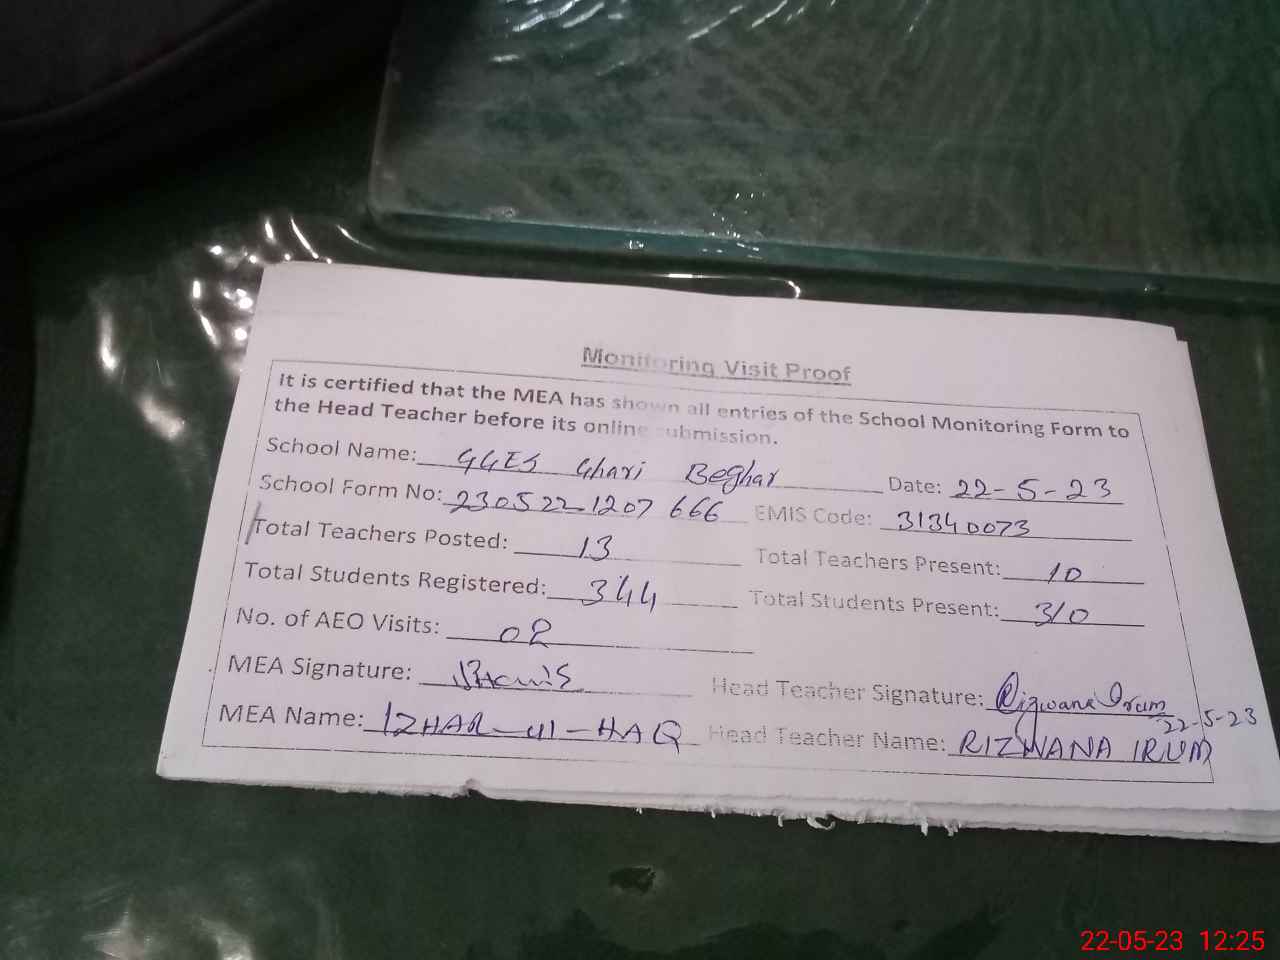 Monitoring Visit Proof
It is certified that the MEA has shown all entries of the School Monitoring Form to
the Head Teacher before its online submission.
School Name: GGES Ghari Beghar Date: 22-5-23
School Form No: 230522 1207 666 EMIS Code: 31340073
Total Teachers Posted: 13 Total Teachers Present: 10
Total Students Registered: 344 Total Students Present: 310
No. of AEO Visits: 02
MEA Signature: Head Teacher Signature: Rizwana Irum
22-5-23
MEA Name: IZHAR-ul-HAQ Head Teacher Name: RIZWANA IRUM
22-05-23 12:25